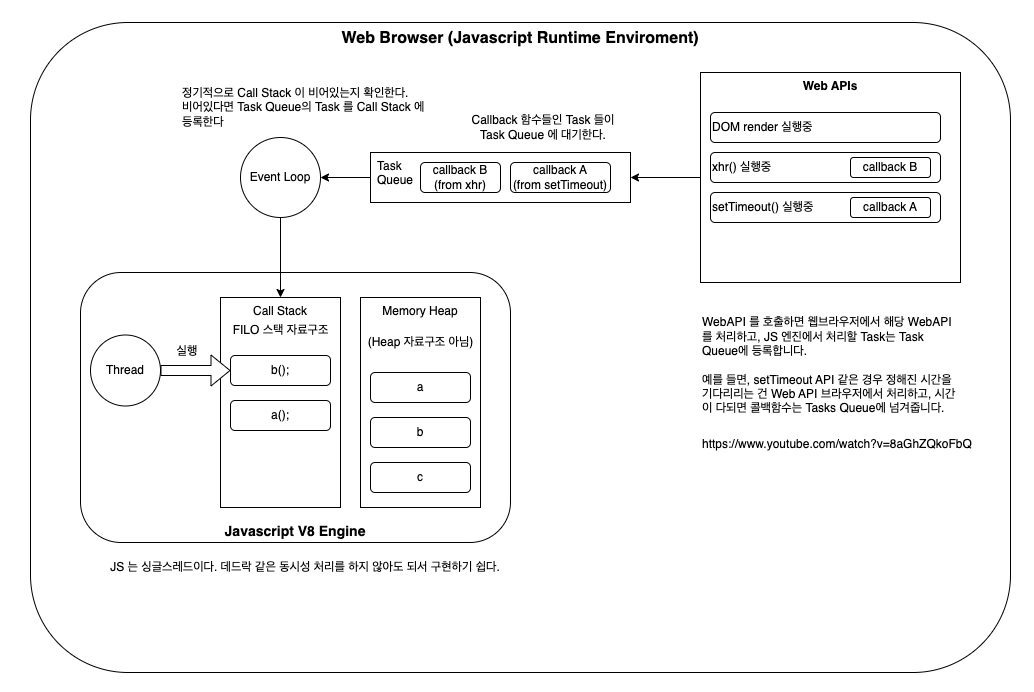 Web Browser (Javascript Runtime Enviroment)
정기적으로 Call Stack 이 비어있는지 확인한다.
비어있다면 Task Queue의 Task 를 Call Stack 에
등록한다
Callback 함수들인 Task 들이
Task Queue 에 대기한다.
Event Loop
Task
Queue
callback B
(from xhr)
callback A
(from setTimeout)
Web APIs
DOM render 실행중
xhr() 실행중
callback B
setTimeout() 실행중
callback A
WebAPI 를 호출하면 웹브라우저에서 해당 WebAPI
를 처리하고, JS 엔진에서 처리할 Task는 Task
Queue에 등록합니다.
예를 들면, setTimeout API 같은 경우 정해진 시간을
기다리리는 건 Web API 브라우저에서 처리하고, 시간
이 다되면 콜백함수는 Tasks Queue에 넘겨줍니다.
https://www.youtube.com/watch?v=8aGhZQkoFbQ
Thread
실행
Call Stack
FILO 스택 자료구조
b();
a();
Memory Heap
(Heap 자료구조 아님)
a
b
c
Javascript V8 Engine
JS 는 싱글스레드이다. 데드락 같은 동시성 처리를 하지 않아도 되서 구현하기 쉽다.